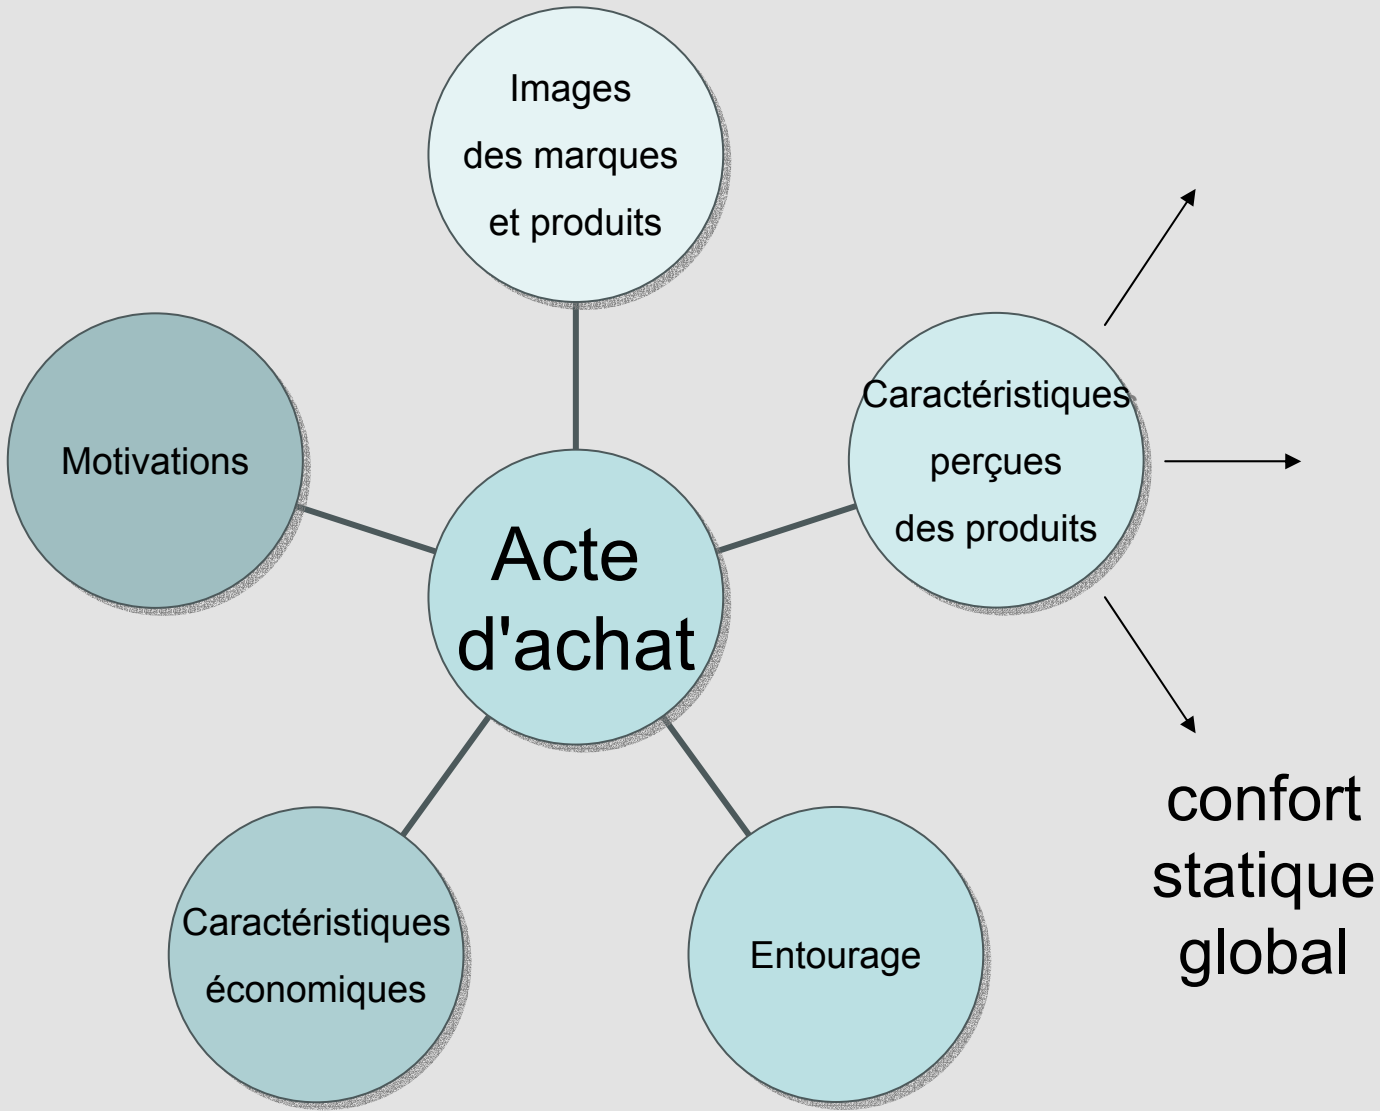 Images
des marques
et produits
Motivations
Caractéristiques
perçues
des produits
Acte
d'achat
confort
statique
global
Caractéristiques
économiques
Entourage